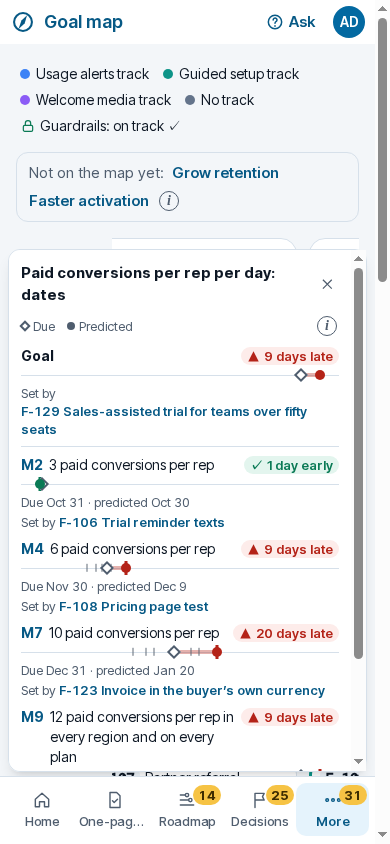 Goal map
Ask
AD
Usage alerts track
Guided setup track
Welcome media track
No track
Guardrails: on track ✓
Not on the map yet: Grow retention
Faster activation
i
Paid conversions per rep per day:
dates
×
Due
Predicted
i
Goal
▲ 9 days late
Set by
F-129 Sales-assisted trial for teams over fifty
seats
M2 3 paid conversions per rep
✓ 1 day early
Due Oct 31 · predicted Oct 30
Set by F-106 Trial reminder texts
M4 6 paid conversions per rep
▲ 9 days late
Due Nov 30 · predicted Dec 9
Set by F-108 Pricing page test
M7 10 paid conversions per rep
▲ 20 days late
Due Dec 31 · predicted Jan 20
Set by F-123 Invoice in the buyer's own currency
M9 12 paid conversions per rep in
every region and on every
plan
▲ 9 days late
14
25
31
Home
One-pag…
Roadmap
Decisions
More